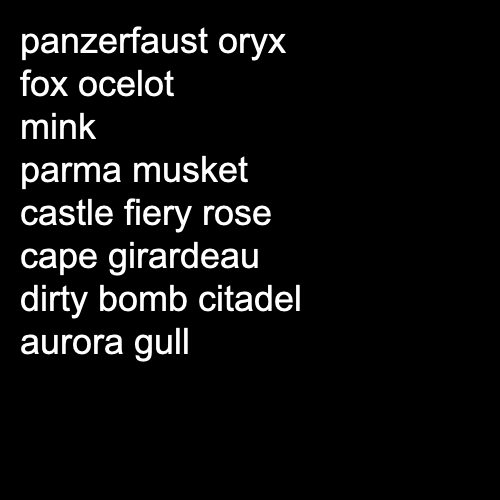 panzerfaust oryx
fox ocelot
mink
parma musket
castle fiery rose
cape girardeau
dirty bomb citadel
aurora gull